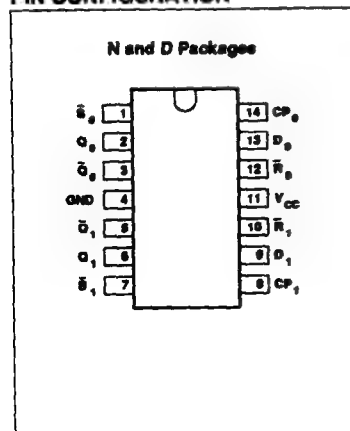 PIN CONFIGURATION
N and D Packages
S̄₀ 1 14 CP₀
Q₀ 2 13 D₀
Q̄₀ 3 12 R̄₀
GND 4 11 V_CC
Q̄₁ 5 10 R̄₁
Q₁ 6 9 D₁
S̄₁ 7 8 CP₁